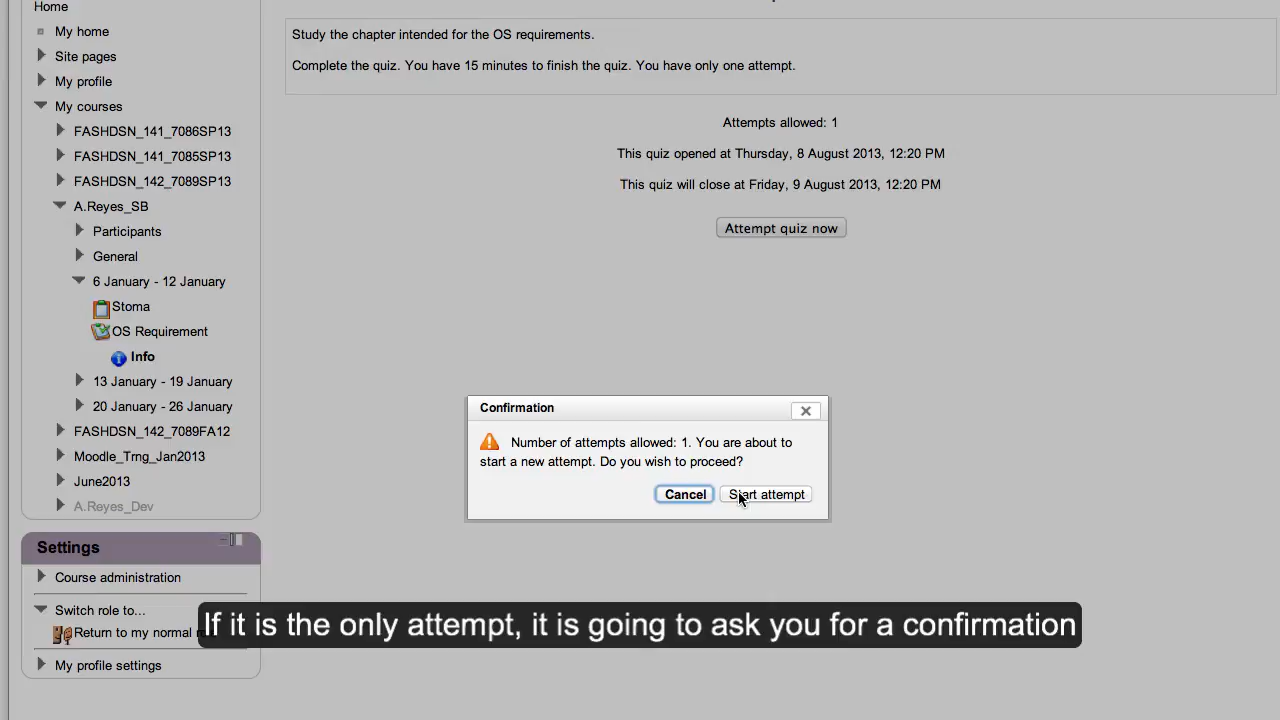 Home
My home
Site pages
My profile
My courses
FASHDSN_141_7086SP13
FASHDSN_141_7085SP13
FASHDSN_142_7089SP13
A.Reyes_SB
Participants
General
6 January - 12 January
Stoma
OS Requirement
Info
13 January - 19 January
20 January - 26 January
FASHDSN_142_7089FA12
Moodle_Trng_Jan2013
June2013
A.Reyes_Dev
Settings
Course administration
Switch role to...
Return to my normal
My profile settings
Study the chapter intended for the OS requirements.
Complete the quiz. You have 15 minutes to finish the quiz. You have only one attempt.
Attempts allowed: 1
This quiz opened at Thursday, 8 August 2013, 12:20 PM
This quiz will close at Friday, 9 August 2013, 12:20 PM
Attempt quiz now
Confirmation
Number of attempts allowed: 1. You are about to
start a new attempt. Do you wish to proceed?
Cancel
Start attempt
If it is the only attempt, it is going to ask you for a confirmation